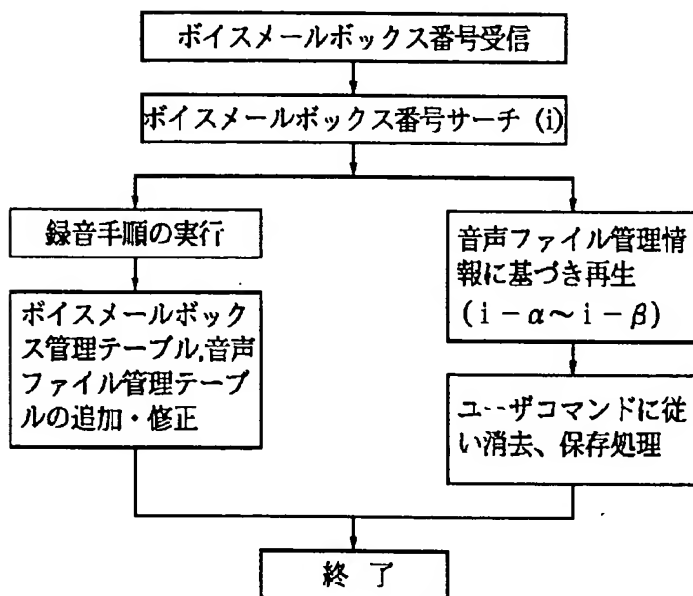 ボイスメールボックス番号受信
ボイスメールボックス番号サーチ (i)
録音手順の実行
ボイスメールボック
ス管理テーブル,音声
ファイル管理テーブ
ルの追加・修正
音声ファイル管理情
報に基づき再生
(i-α~i-β)
ユーザコマンドに従
い消去、保存処理
終了